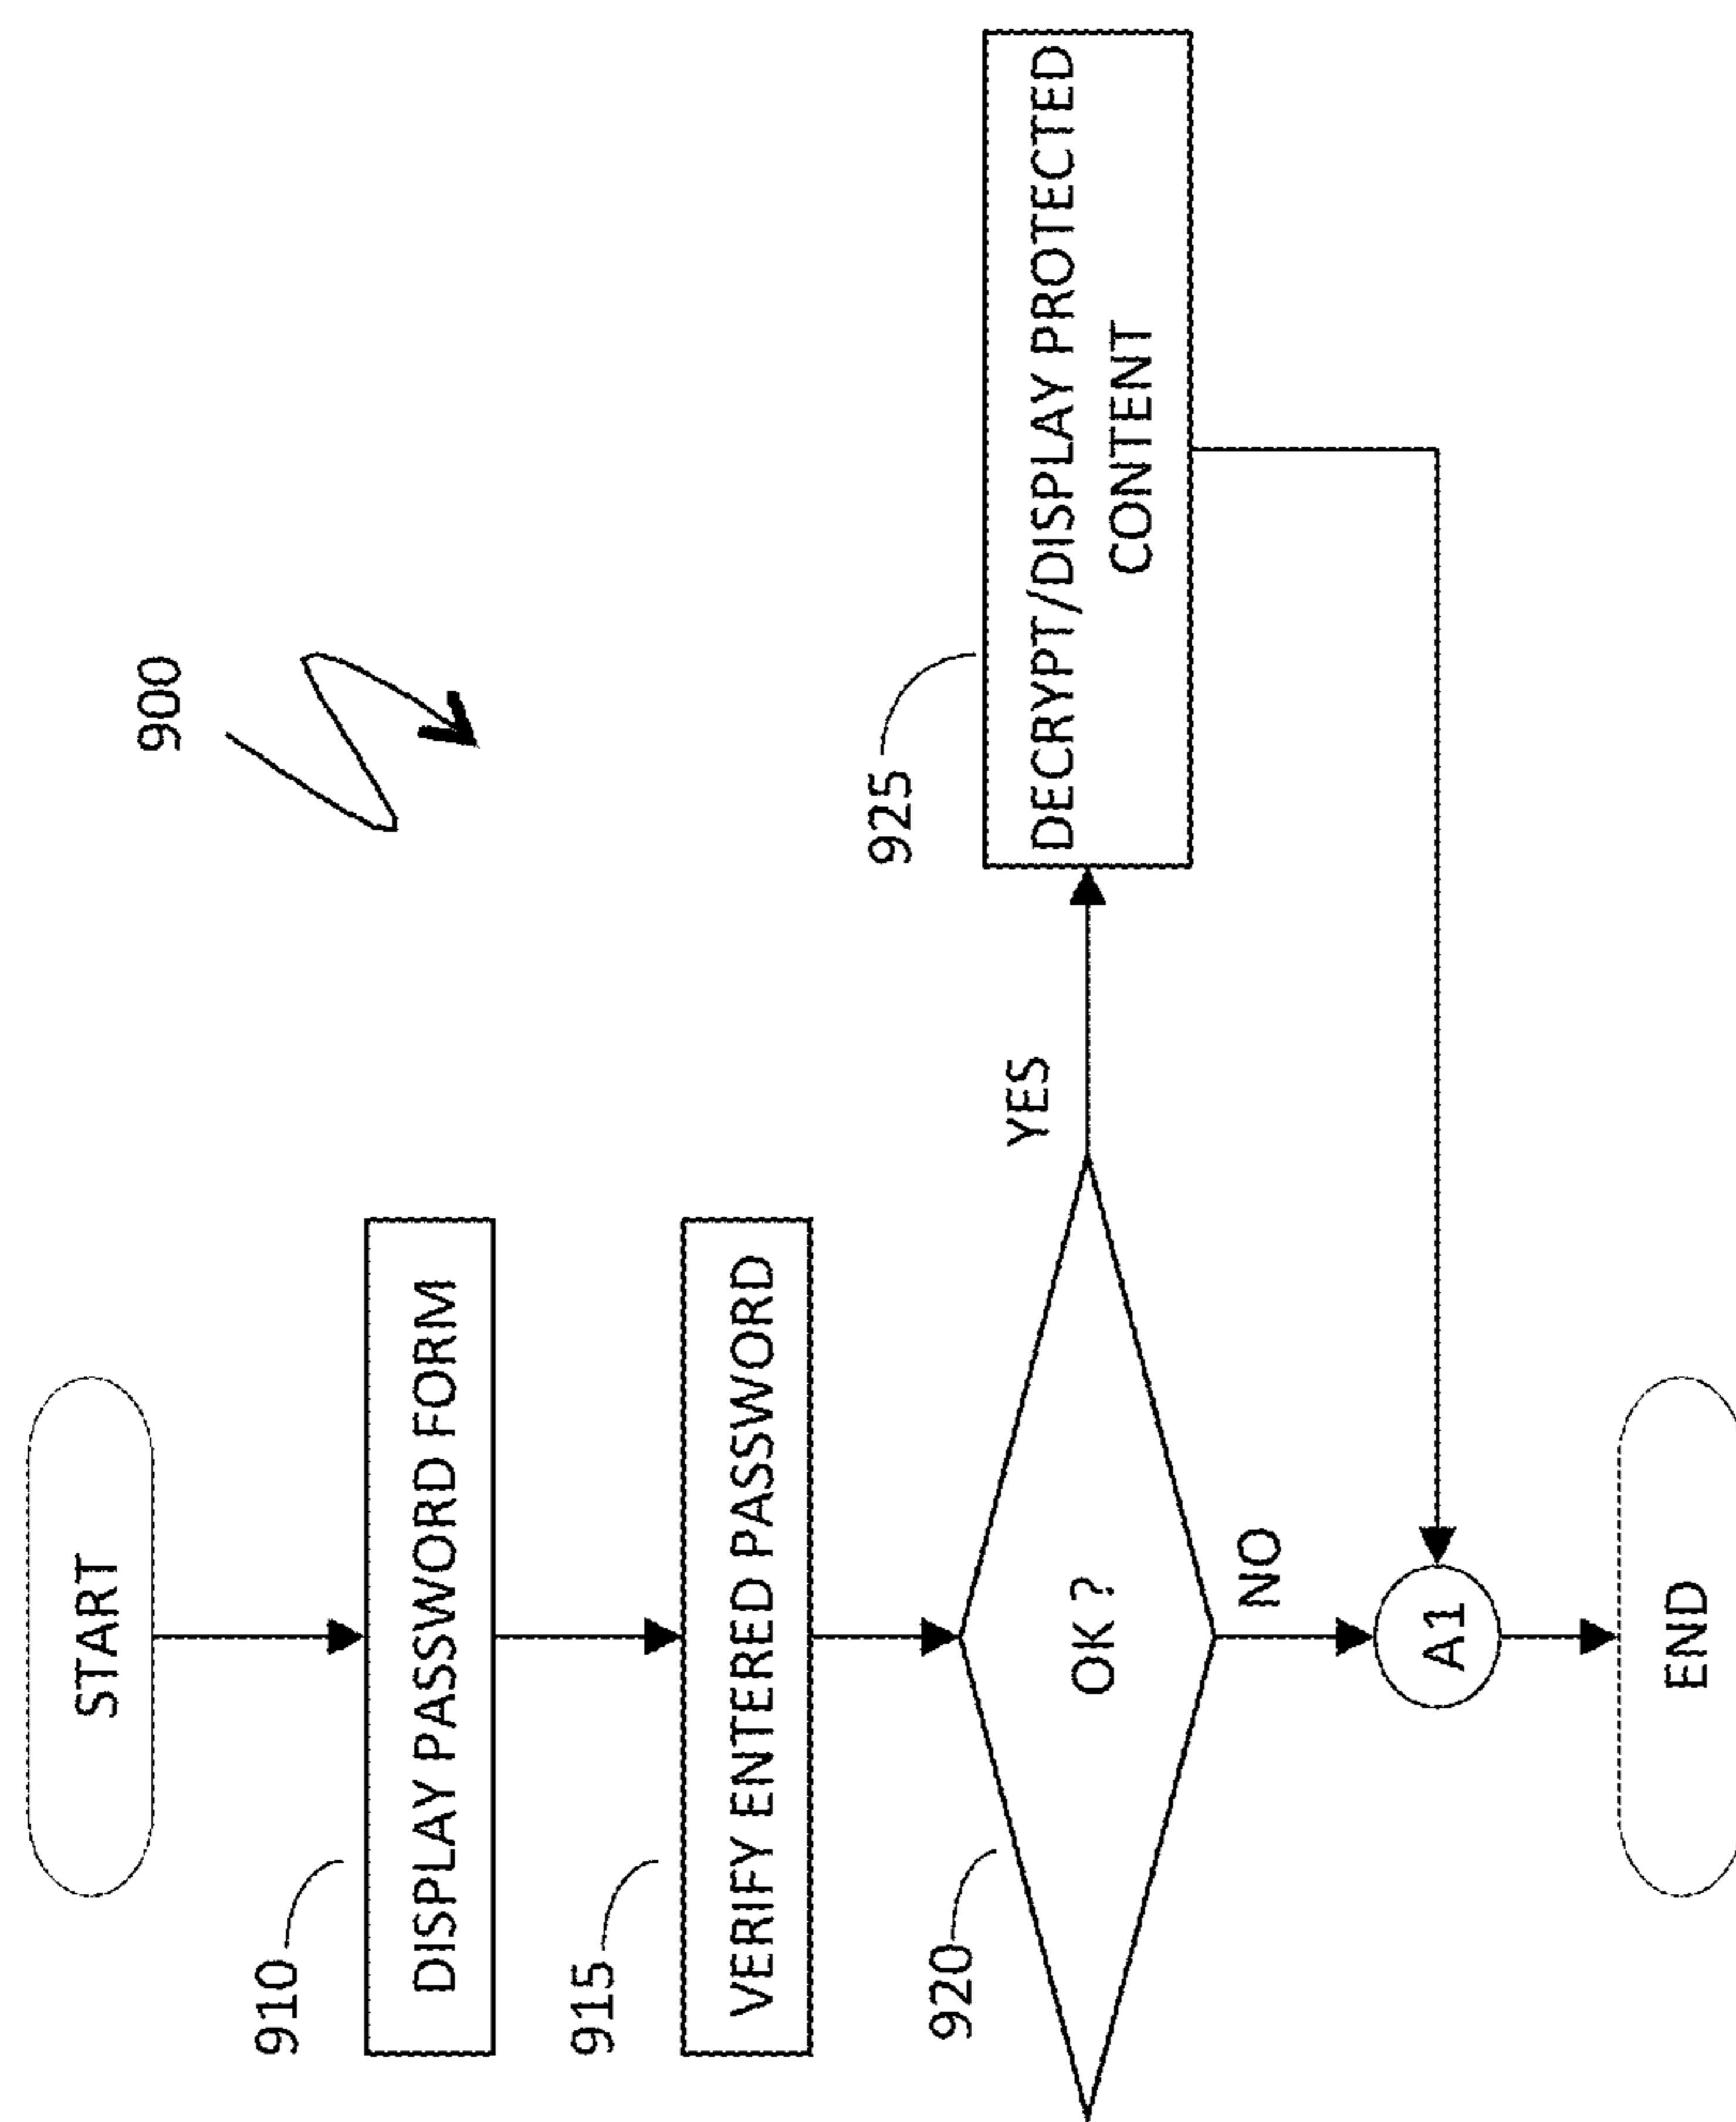 900
START
910
DISPLAY PASSWORD FORM
915
VERIFY ENTERED PASSWORD
920
OK ?
YES
925
DECRYPT/DISPLAY PROTECTED
CONTENT
NO
A1
END